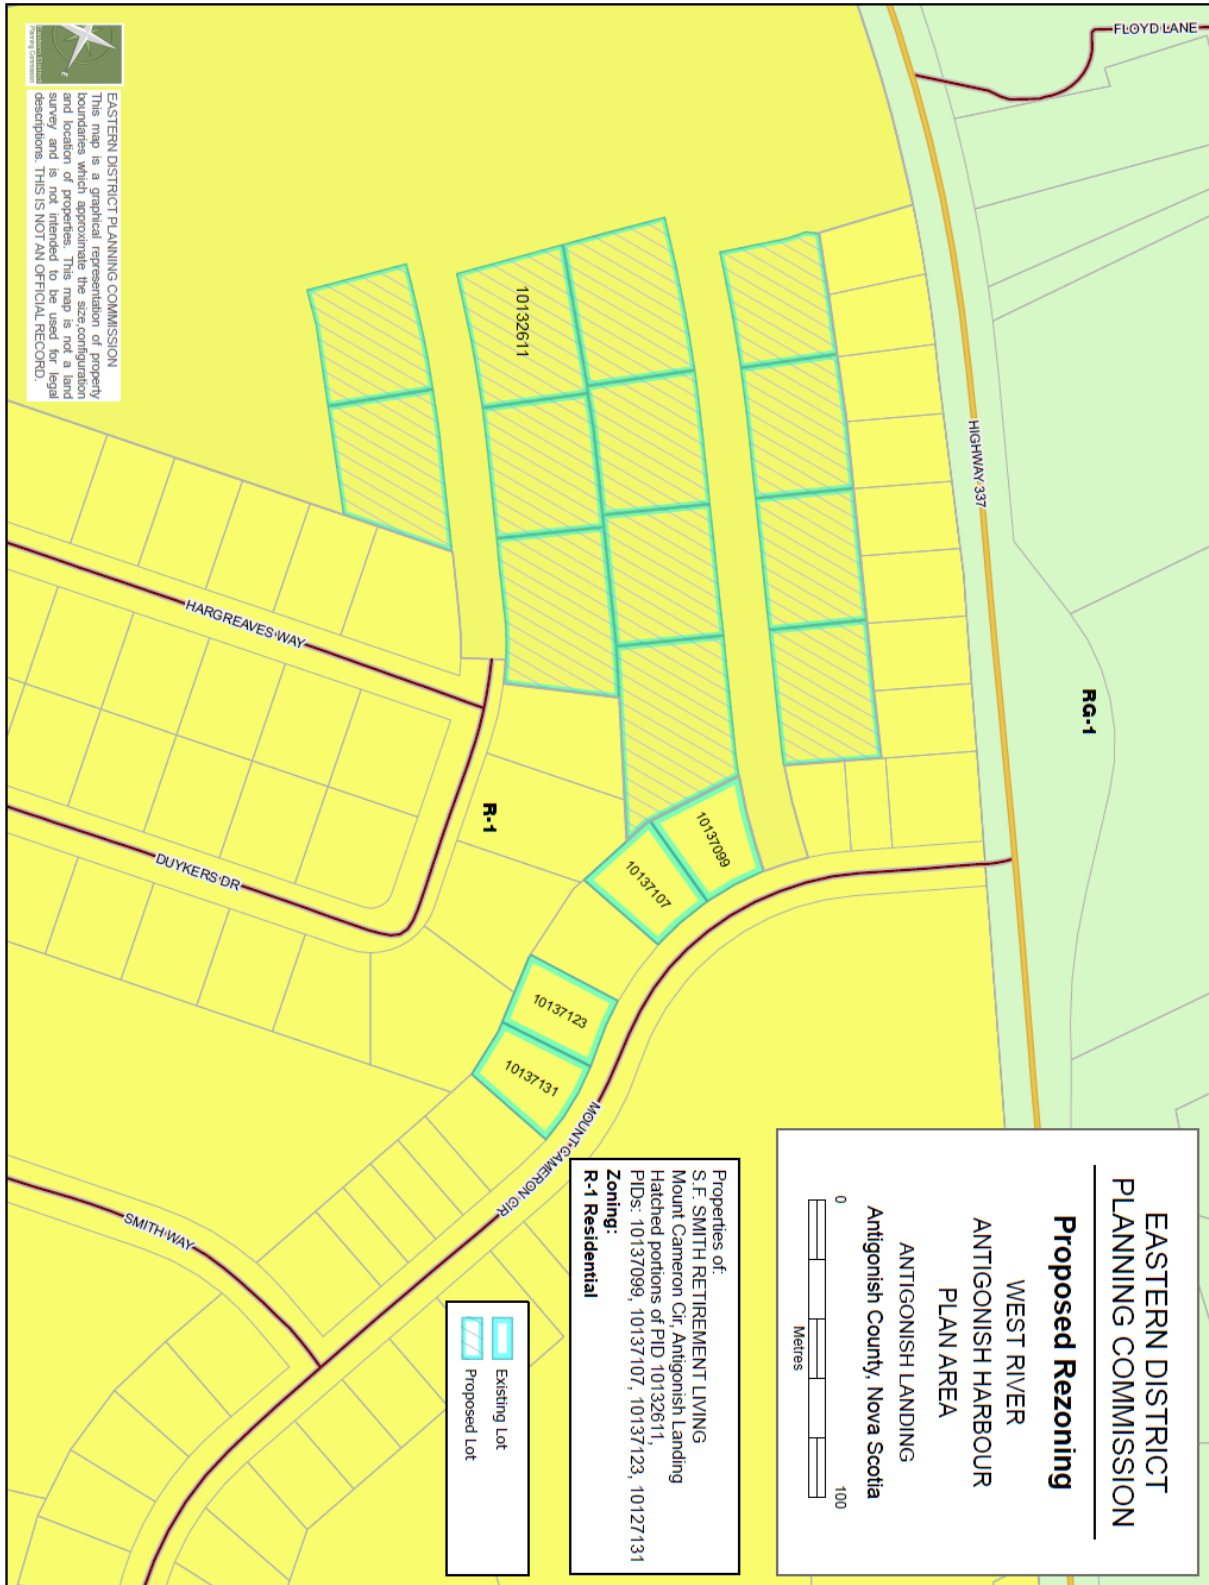 EASTERN DISTRICT
PLANNING COMMISSION
Proposed Rezoning
WEST RIVER
ANTIGONISH HARBOUR
PLAN AREA
ANTIGONISH LANDING
Antigonish County, Nova Scotia
0
100
Metres
Properties of:
S.F. SMITH RETIREMENT LIVING
Mount Cameron Cir, Antigonish Landing
Hatched portions of PID 10132611,
PIDs: 10137099, 10137107, 10137123, 10127131
Zoning:
R-1 Residential
Existing Lot
Proposed Lot
FLOYD LANE
HIGHWAY 337
RG-1
10132611
10137099
10137107
10137123
10137131
R-1
HARGREAVES WAY
DUYKERS DR
MOUNT CAMERON CIR
SMITH WAY
Eastern District
Planning Commission
EASTERN DISTRICT PLANNING COMMISSION
This map is a graphical representation of property
boundaries which approximate the size,configuration
and location of properties. This map is not a land
survey and is not intended to be used for legal
descriptions. THIS IS NOT AN OFFICIAL RECORD.